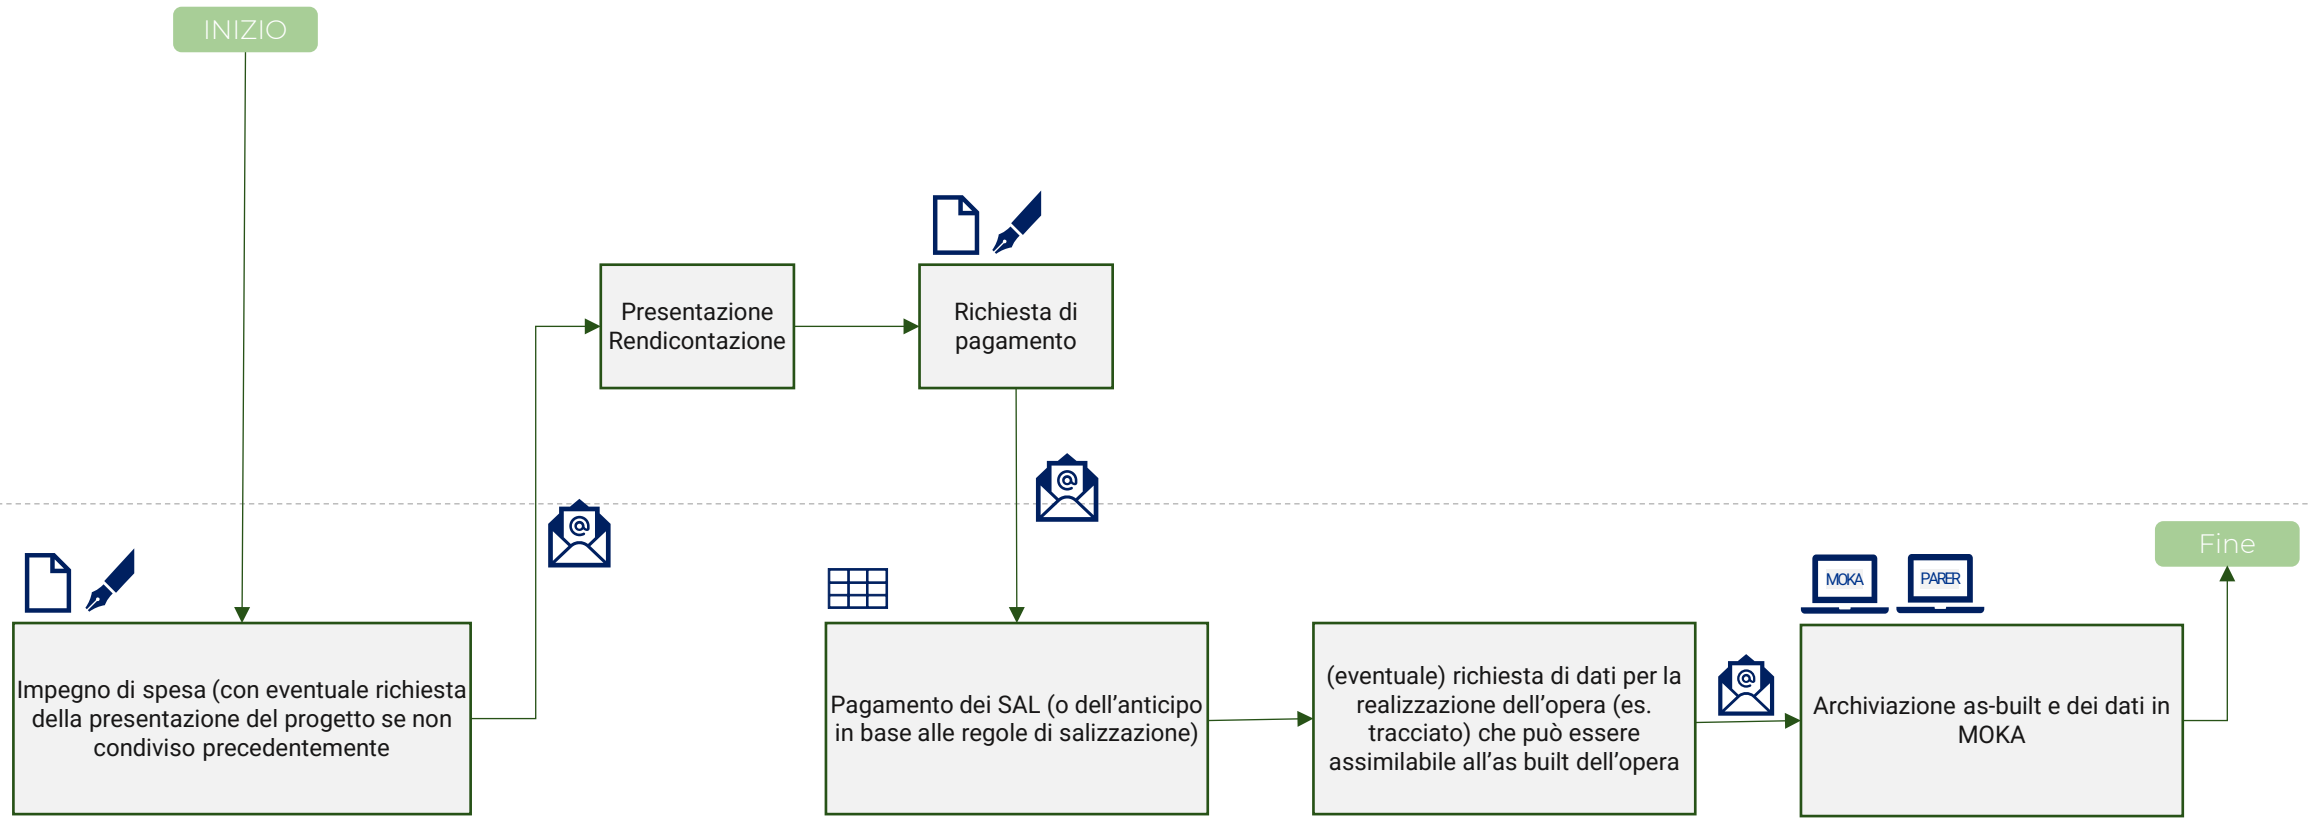 INIZIO
Presentazione
Rendicontazione
Richiesta di
pagamento
@
@
Fine
MOKA
PARER
Impegno di spesa (con eventuale richiesta
della presentazione del progetto se non
condiviso precedentemente
Pagamento dei SAL (o dell’anticipo
in base alle regole di salizzazione)
(eventuale) richiesta di dati per la
realizzazione dell’opera (es.
tracciato) che può essere
assimilabile all’as built dell’opera
@
Archiviazione as-built e dei dati in
MOKA